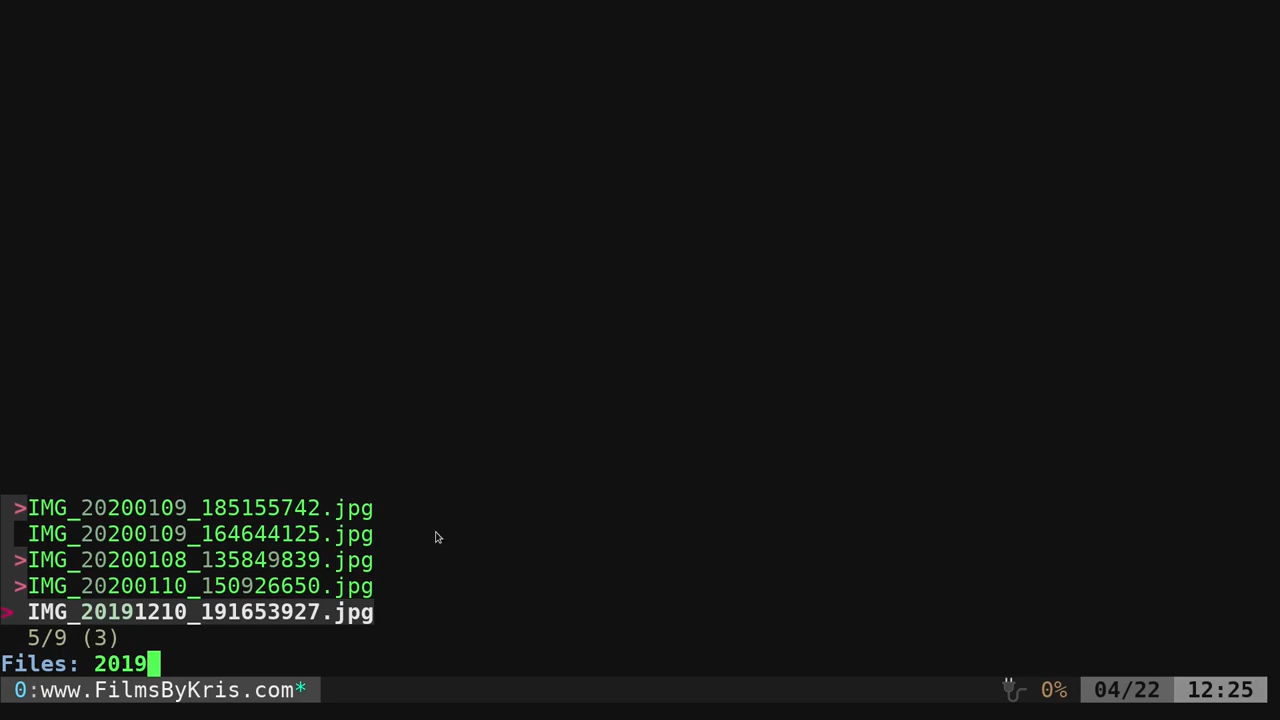 >IMG_20200109_185155742.jpg
IMG_20200109_164644125.jpg
>IMG_20200108_135849839.jpg
>IMG_20200110_150926650.jpg
> IMG_20191210_191653927.jpg
5/9 (3)
Files: 2019
0:www.FilmsByKris.com* 0% 04/22 12:25